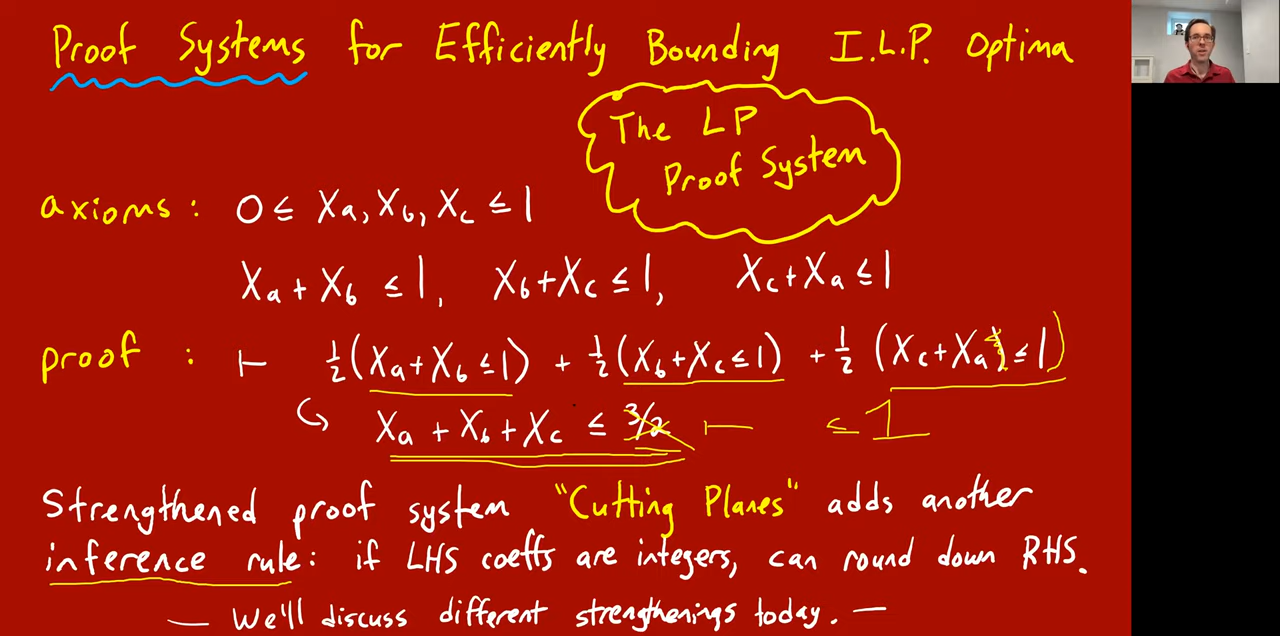 Proof Systems for Efficiently Bounding I.L.P. Optima
The LP
Proof System
axioms: 0 ≤ Xa, Xb, Xc ≤ 1
Xa + Xb ≤ 1, Xb + Xc ≤ 1, Xc + Xa ≤ 1
proof : ⊢ 1/2 (Xa + Xb ≤ 1) + 1/2 (Xb + Xc ≤ 1) + 1/2 (Xc + Xa ≤ 1)
↳ Xa + Xb + Xc ≤ 3/2 ⊢ ≤ 1
Strengthened proof system "Cutting Planes" adds another
inference rule: if LHS coeffs are integers, can round down RHS.
— We'll discuss different strengthenings today. —